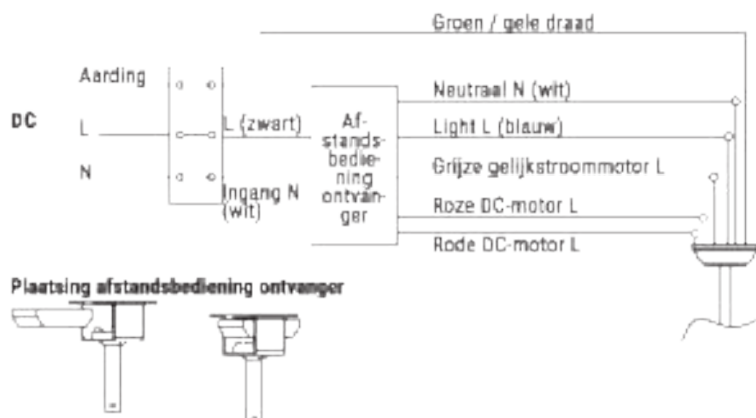 Groen / gele draad
Aarding
DC
L
N
L (zwart)
Ingang N
(wit)
Af-
stands-
bedie-
ning
ontvan-
ger
Neutraal N (wit)
Light L (blauw)
Grijze gelijkstroommotor L
Roze DC-motor L
Rode DC-motor L
Plaatsing afstandsbediening ontvanger